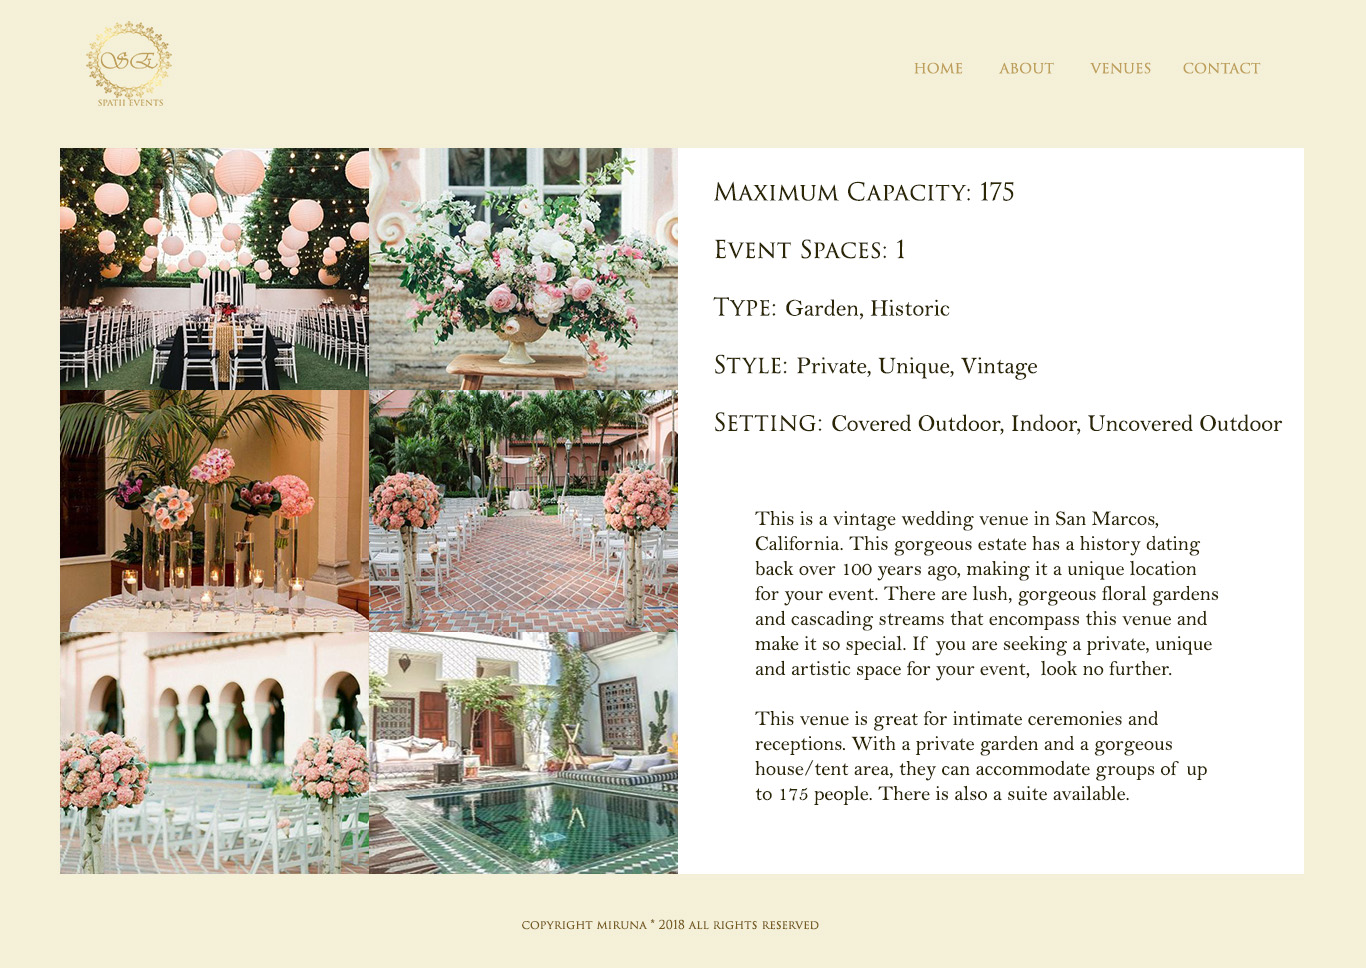 SE
SPATII EVENTS
HOME ABOUT VENUES CONTACT
MAXIMUM CAPACITY: 175
EVENT SPACES: 1
TYPE: Garden, Historic
STYLE: Private, Unique, Vintage
SETTING: Covered Outdoor, Indoor, Uncovered Outdoor
This is a vintage wedding venue in San Marcos,
California. This gorgeous estate has a history dating
back over 100 years ago, making it a unique location
for your event. There are lush, gorgeous floral gardens
and cascading streams that encompass this venue and
make it so special. If you are seeking a private, unique
and artistic space for your event, look no further.
This venue is great for intimate ceremonies and
receptions. With a private garden and a gorgeous
house/tent area, they can accommodate groups of up
to 175 people. There is also a suite available.
COPYRIGHT MIRUNA * 2018 ALL RIGHTS RESERVED